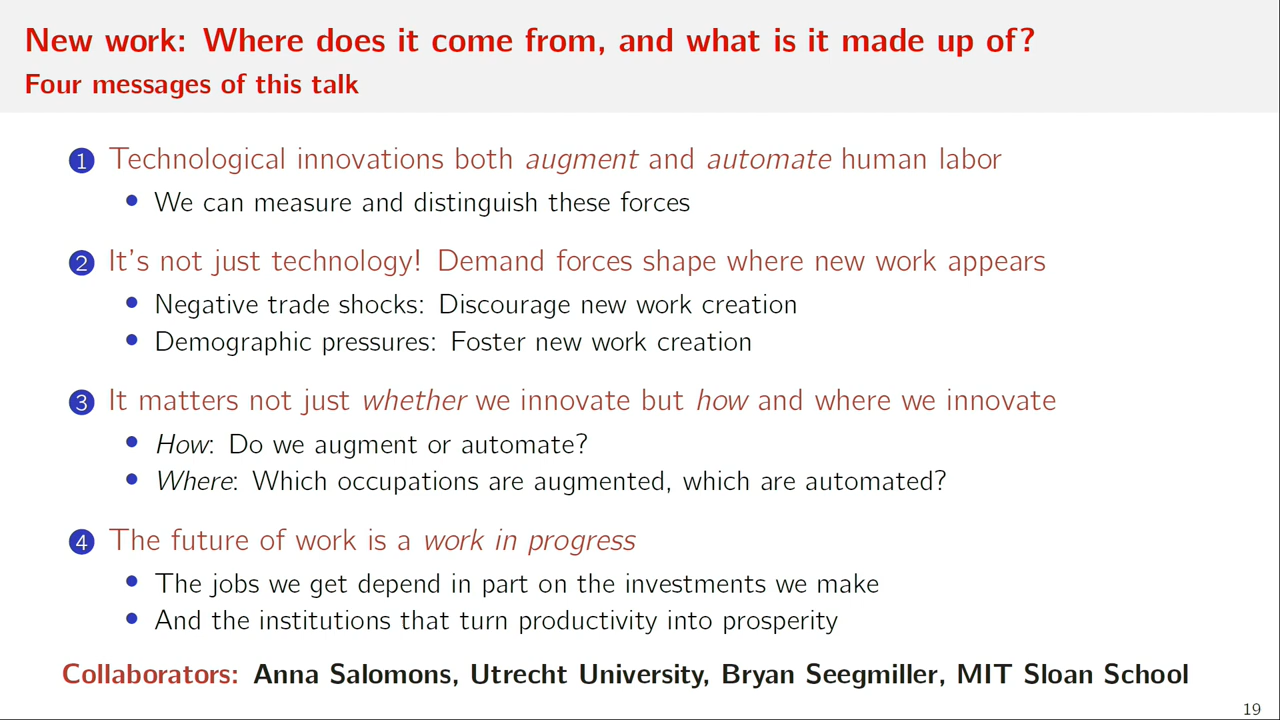 New work: Where does it come from, and what is it made up of?
Four messages of this talk
1 Technological innovations both augment and automate human labor
• We can measure and distinguish these forces
2 It's not just technology! Demand forces shape where new work appears
• Negative trade shocks: Discourage new work creation
• Demographic pressures: Foster new work creation
3 It matters not just whether we innovate but how and where we innovate
• How: Do we augment or automate?
• Where: Which occupations are augmented, which are automated?
4 The future of work is a work in progress
• The jobs we get depend in part on the investments we make
• And the institutions that turn productivity into prosperity
Collaborators: Anna Salomons, Utrecht University, Bryan Seegmiller, MIT Sloan School
19